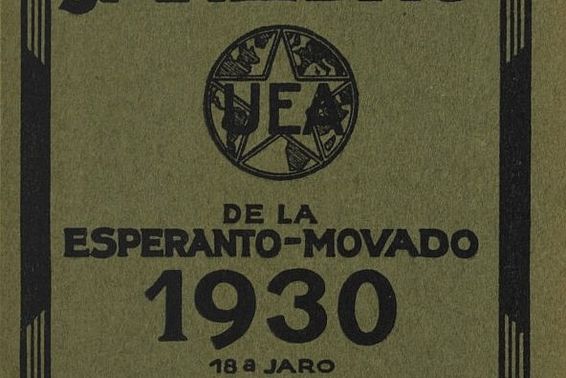 UEA
DE LA
ESPERANTO-MOVADO
1930
18a JARO